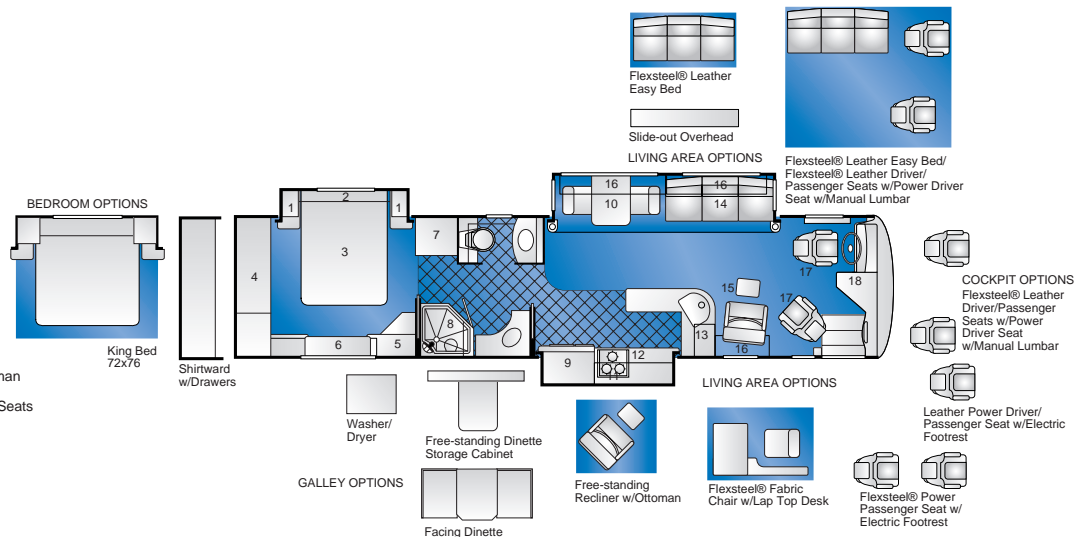 Flexsteel® Leather
Easy Bed
Slide-out Overhead
LIVING AREA OPTIONS
Flexsteel® Leather Easy Bed/
Flexsteel® Leather Driver/
Passenger Seats w/Power Driver
Seat w/Manual Lumbar
BEDROOM OPTIONS
King Bed
72x76
man
Seats
Shirtward
w/Drawers
1
2
1
3
4
5
6
7
8
9
10
16
16
14
12
13
15
16
17
17
18
COCKPIT OPTIONS
Flexsteel® Leather
Driver/Passenger
Seats w/Power
Driver Seat
w/Manual Lumbar
Leather Power Driver/
Passenger Seat w/Electric
Footrest
Flexsteel® Power
Passenger Seat w/
Electric Footrest
LIVING AREA OPTIONS
Washer/
Dryer
Free-standing Dinette
Storage Cabinet
GALLEY OPTIONS
Facing Dinette
Free-standing
Recliner w/Ottoman
Flexsteel® Fabric
Chair w/Lap Top Desk